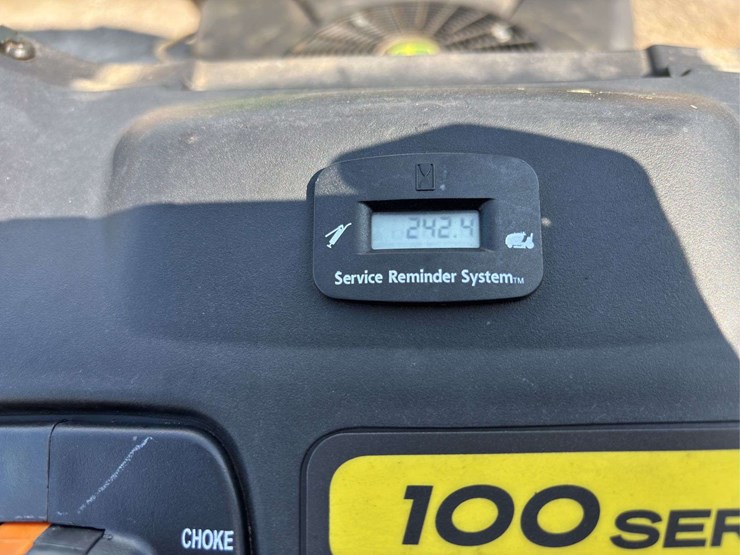 242.4
Service Reminder System™
100 SER
CHOKE